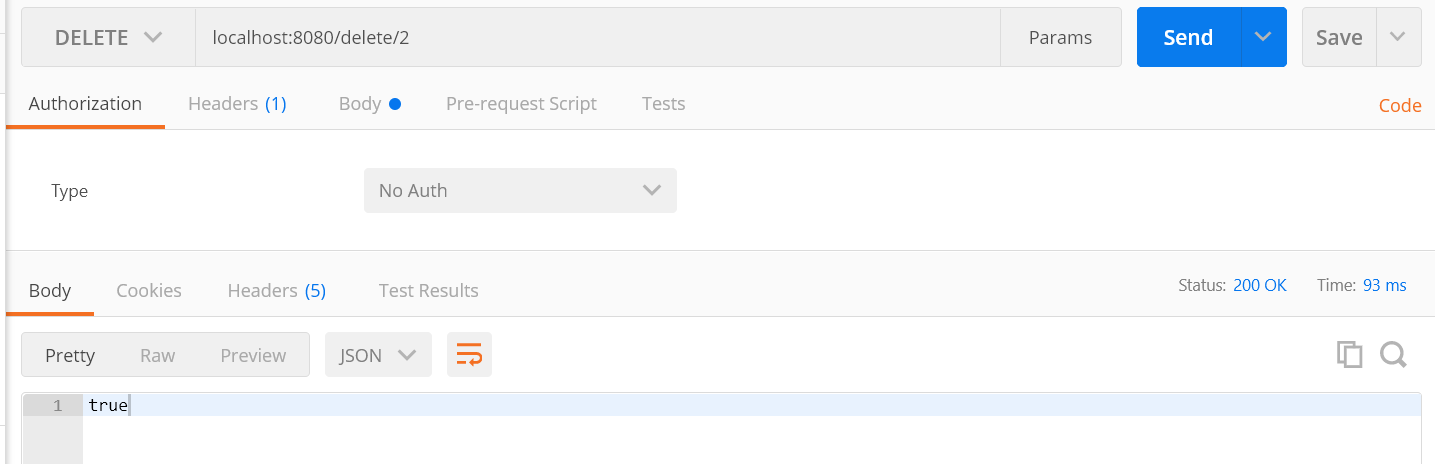 DELETE localhost:8080/delete/2 Params Send Save
Authorization Headers (1) Body Pre-request Script Tests Code
Type No Auth
Body Cookies Headers (5) Test Results Status: 200 OK Time: 93 ms
Pretty Raw Preview JSON
1 true